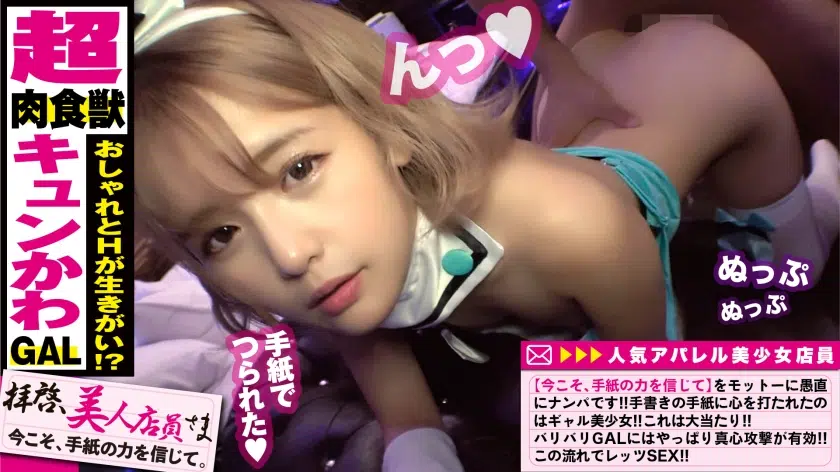 超
肉食獣
キュンかわ
GAL
おしゃれとHが生きがい!?
拝啓、美人店員さま
今こそ、手紙の力を信じて。
んっ♥
手紙で
つられた♥
ぬっぷ
ぬっぷ
▶▶▶人気アパレル美少女店員
【今こそ、手紙の力を信じて】をモットーに愚直
にナンパです!!手書きの手紙に心を打たれたの
はギャル美少女!!これは大当たり!!
バリバリGALにはやっぱり真心攻撃が有効!!
この流れでレッツSEX!!